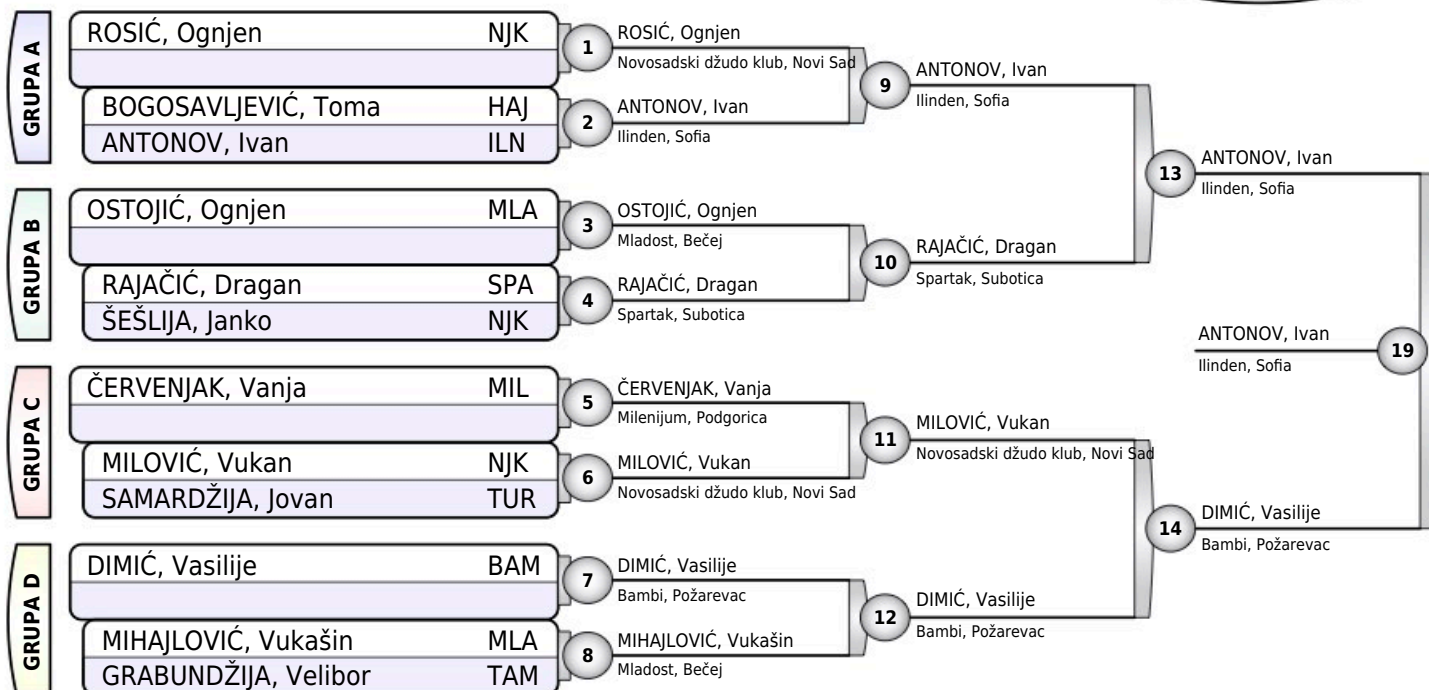 GRUPA A
ROSIĆ, Ognjen NJK
BOGOSAVLJEVIĆ, Toma HAJ
ANTONOV, Ivan ILN
1
ROSIĆ, Ognjen
Novosadski džudo klub, Novi Sad
2
ANTONOV, Ivan
Ilinden, Sofia
9
ANTONOV, Ivan
Ilinden, Sofia
GRUPA B
OSTOJIĆ, Ognjen MLA
RAJAČIĆ, Dragan SPA
ŠEŠLIJA, Janko NJK
3
OSTOJIĆ, Ognjen
Mladost, Bečej
4
RAJAČIĆ, Dragan
Spartak, Subotica
10
RAJAČIĆ, Dragan
Spartak, Subotica
13
ANTONOV, Ivan
Ilinden, Sofia
GRUPA C
ČERVENJAK, Vanja MIL
MILOVIĆ, Vukan NJK
SAMARDŽIJA, Jovan TUR
5
ČERVENJAK, Vanja
Milenijum, Podgorica
6
MILOVIĆ, Vukan
Novosadski džudo klub, Novi Sad
11
MILOVIĆ, Vukan
Novosadski džudo klub, Novi Sad
GRUPA D
DIMIĆ, Vasilije BAM
MIHAJLOVIĆ, Vukašin MLA
GRABUNDŽIJA, Velibor TAM
7
DIMIĆ, Vasilije
Bambi, Požarevac
8
MIHAJLOVIĆ, Vukašin
Mladost, Bečej
12
DIMIĆ, Vasilije
Bambi, Požarevac
14
DIMIĆ, Vasilije
Bambi, Požarevac
ANTONOV, Ivan
Ilinden, Sofia
19